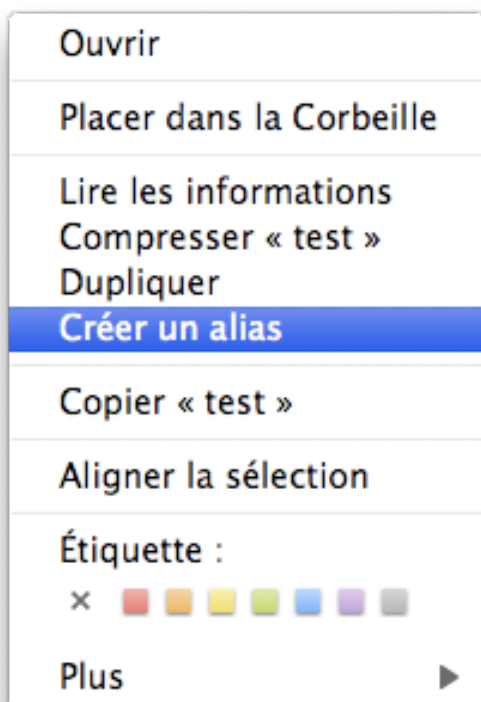 Ouvrir
Placer dans la Corbeille
Lire les informations
Compresser « test »
Dupliquer
Créer un alias
Copier « test »
Aligner la sélection
Étiquette :
Plus